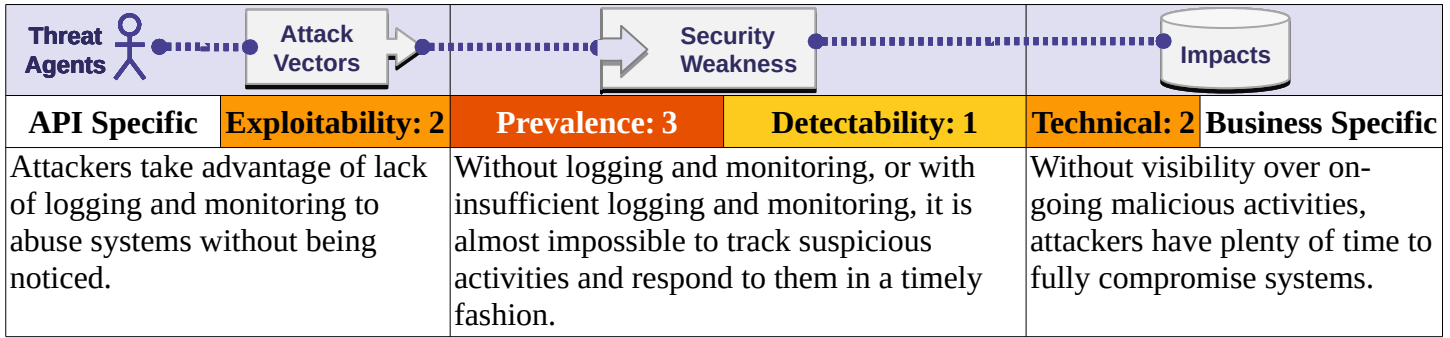 Threat
Agents
Attack
Vectors
Security
Weakness
Impacts
API Specific
Exploitability: 2
Prevalence: 3
Detectability: 1
Technical: 2
Business Specific
Attackers take advantage of lack
of logging and monitoring to
abuse systems without being
noticed.
Without logging and monitoring, or with
insufficient logging and monitoring, it is
almost impossible to track suspicious
activities and respond to them in a timely
fashion.
Without visibility over on-
going malicious activities,
attackers have plenty of time to
fully compromise systems.